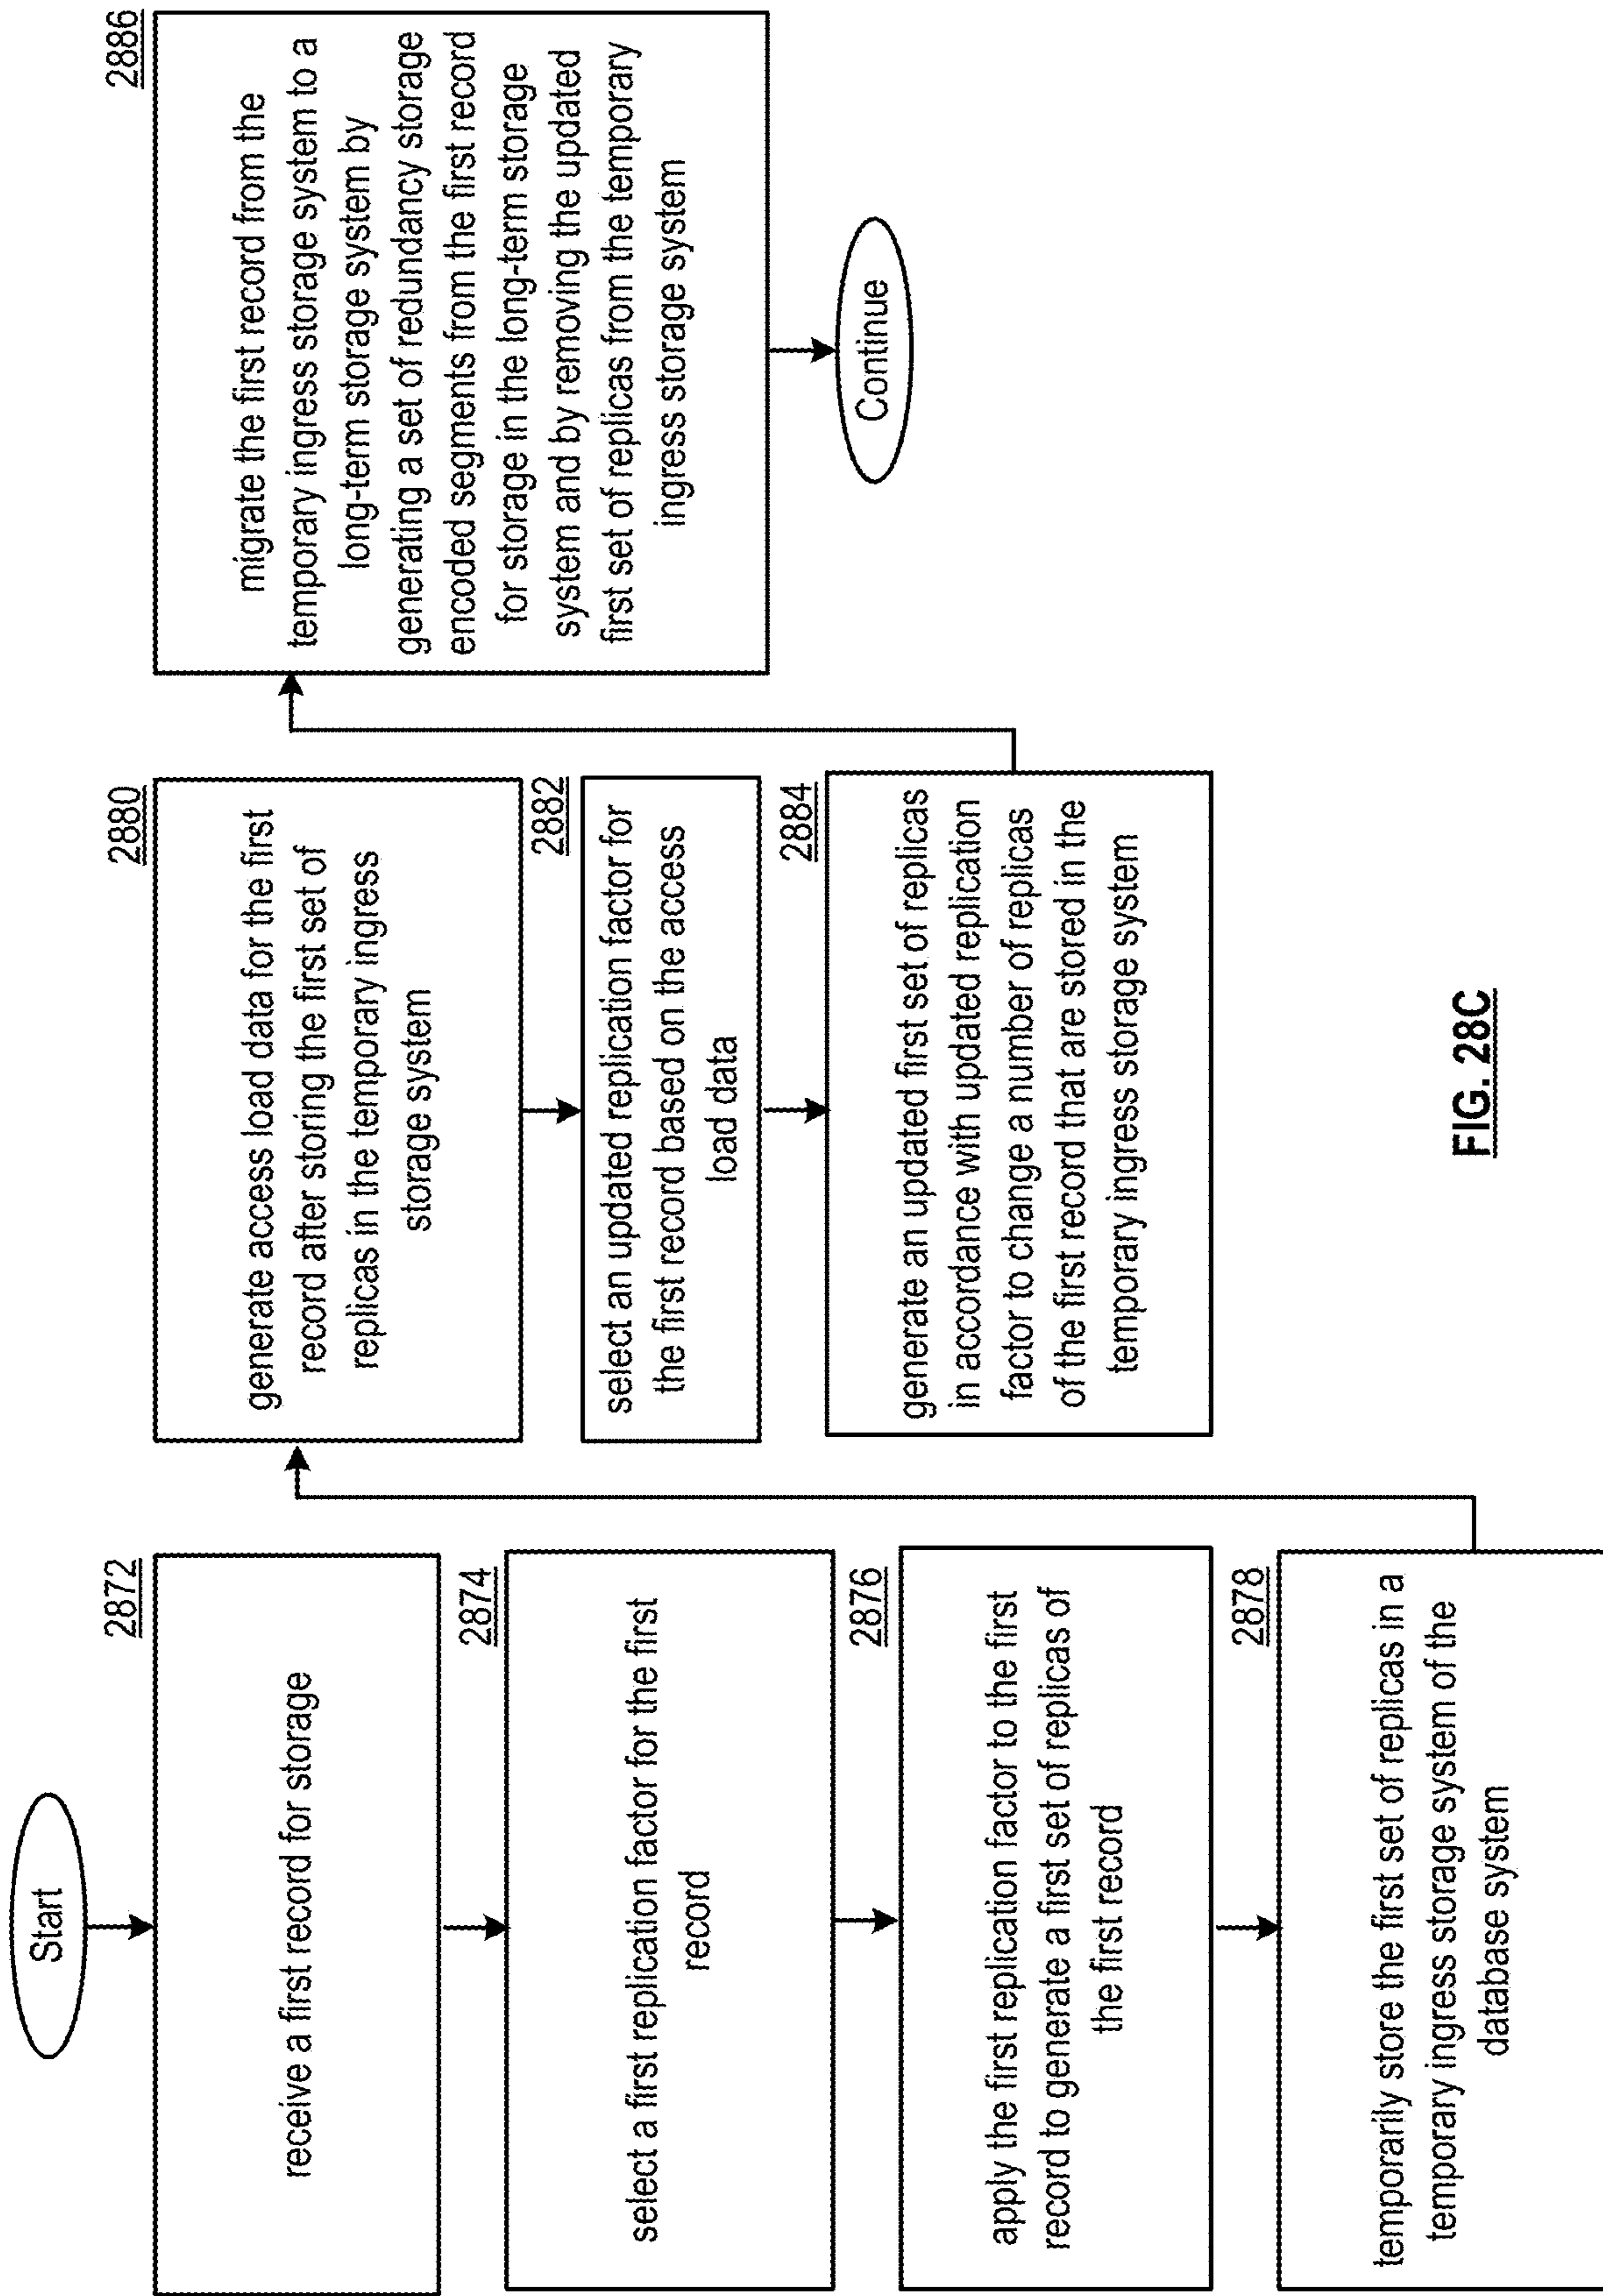 Start
2872
receive a first record for storage
2874
select a first replication factor for the first
record
2876
apply the first replication factor to the first
record to generate a first set of replicas of
the first record
2878
temporarily store the first set of replicas in a
temporary ingress storage system of the
database system
2880
generate access load data for the first
record after storing the first set of
replicas in the temporary ingress
storage system
2882
select an updated replication factor for
the first record based on the access
load data
2884
generate an updated first set of replicas
in accordance with updated replication
factor to change a number of replicas
of the first record that are stored in the
temporary ingress storage system
2886
migrate the first record from the
temporary ingress storage system to a
long-term storage system by
generating a set of redundancy storage
encoded segments from the first record
for storage in the long-term storage
system and by removing the updated
first set of replicas from the temporary
ingress storage system
Continue
FIG. 28C